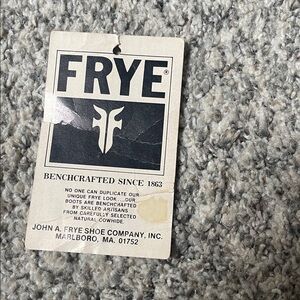 FRYE®
BENCHCRAFTED SINCE 1863
NO ONE CAN DUPLICATE OUR
UNIQUE FRYE LOOK...OUR
BOOTS ARE BENCHCRAFTED
BY SKILLED ARTISANS
FROM CAREFULLY SELECTED
NATURAL COWHIDE.
JOHN A. FRYE SHOE COMPANY, INC.
MARLBORO, MA. 01752